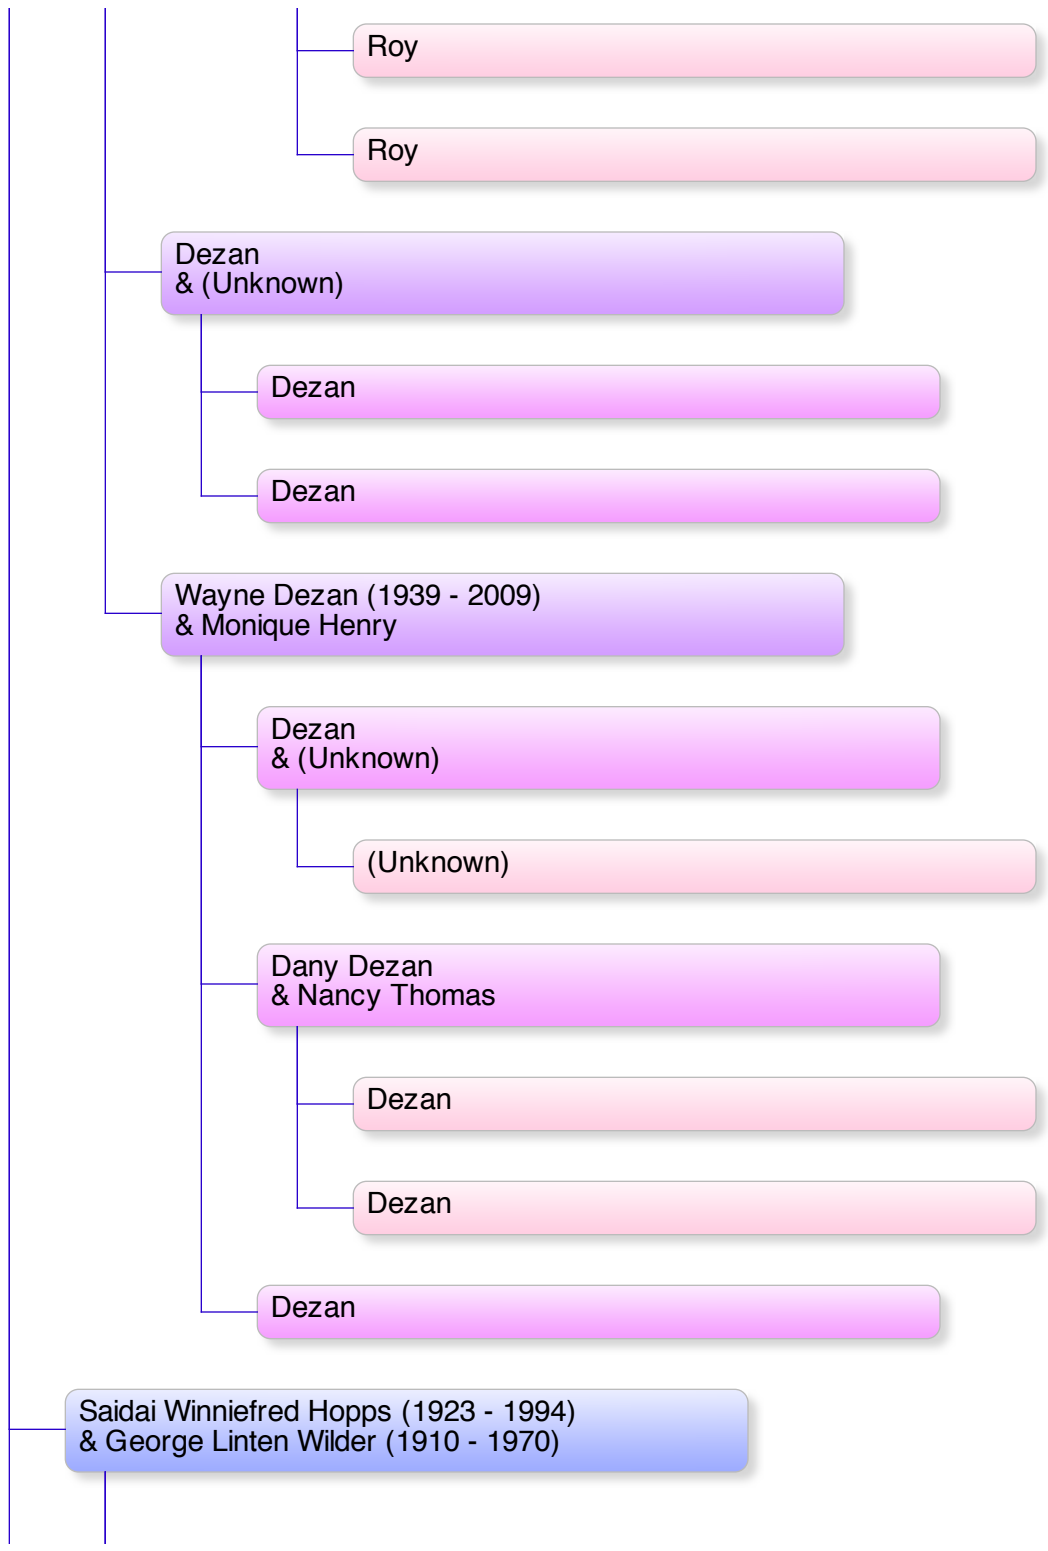 Roy
Roy
Dezan
& (Unknown)
Dezan
Dezan
Wayne Dezan (1939 - 2009)
& Monique Henry
Dezan
& (Unknown)
(Unknown)
Dany Dezan
& Nancy Thomas
Dezan
Dezan
Dezan
Saidai Winniefred Hopps (1923 - 1994)
& George Linten Wilder (1910 - 1970)